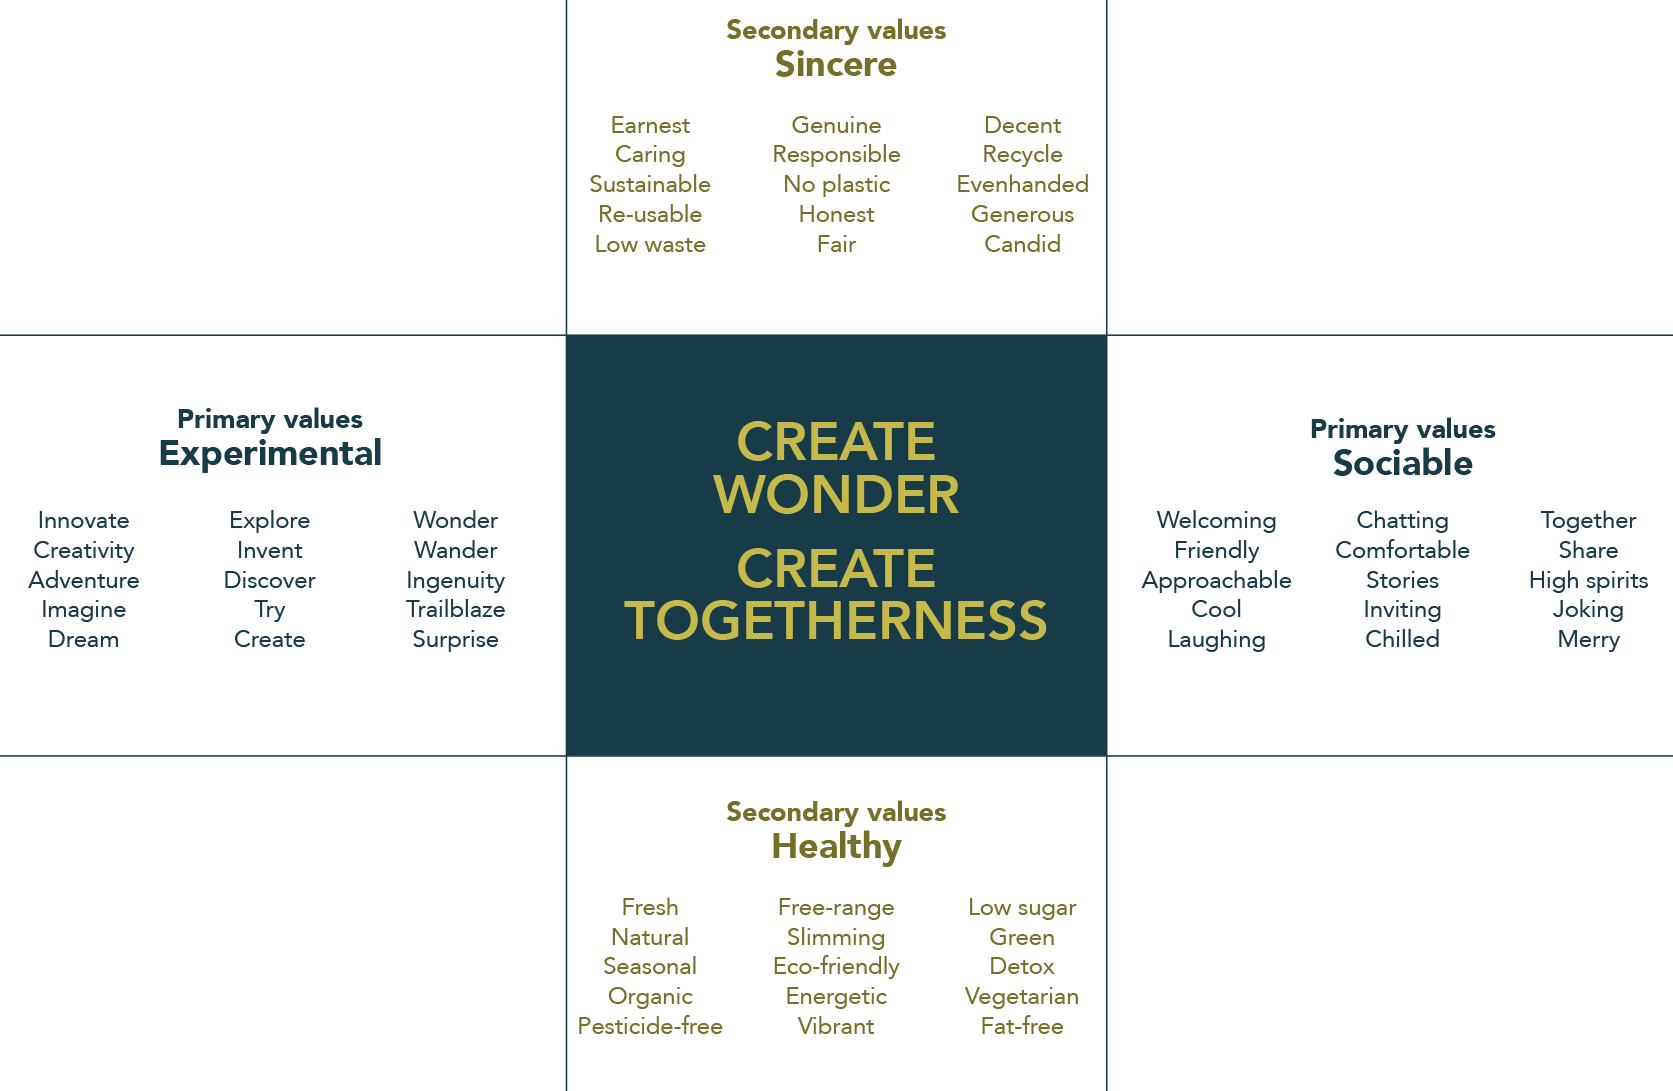 Secondary values
Sincere
Earnest Genuine Decent
Caring Responsible Recycle
Sustainable No plastic Evenhanded
Re-usable Honest Generous
Low waste Fair Candid
Primary values
Experimental
Innovate Explore Wonder
Creativity Invent Wander
Adventure Discover Ingenuity
Imagine Try Trailblaze
Dream Create Surprise
CREATE
WONDER
CREATE
TOGETHERNESS
Primary values
Sociable
Welcoming Chatting Together
Friendly Comfortable Share
Approachable Stories High spirits
Cool Inviting Joking
Laughing Chilled Merry
Secondary values
Healthy
Fresh Free-range Low sugar
Natural Slimming Green
Seasonal Eco-friendly Detox
Organic Energetic Vegetarian
Pesticide-free Vibrant Fat-free